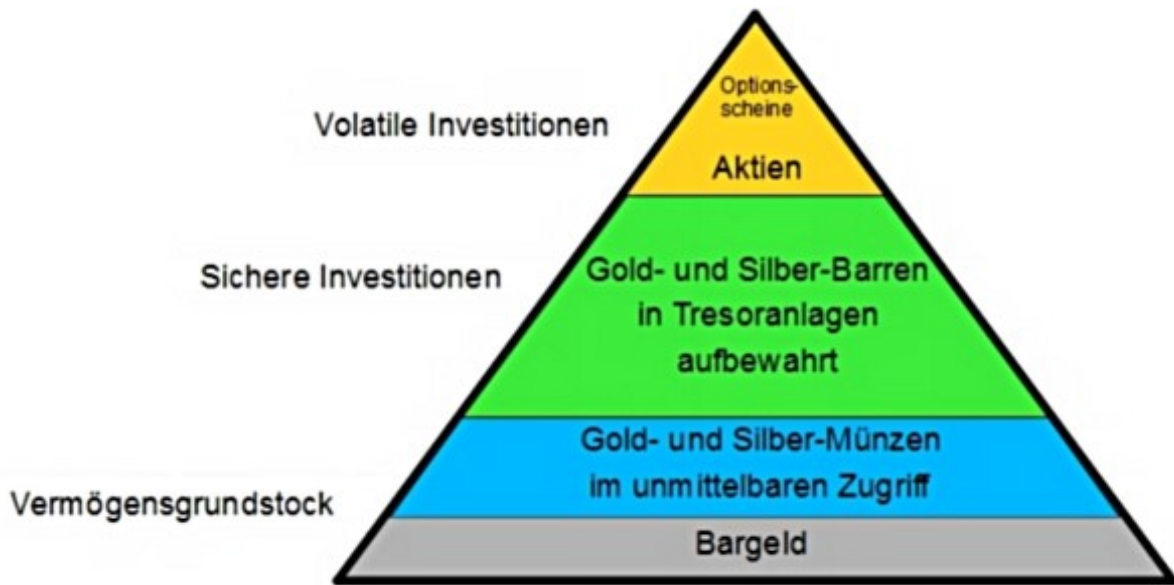 Options-
scheine
Volatile Investitionen
Aktien
Sichere Investitionen
Gold- und Silber-Barren
in Tresoranlagen
aufbewahrt
Gold- und Silber-Münzen
im unmittelbaren Zugriff
Vermögensgrundstock
Bargeld